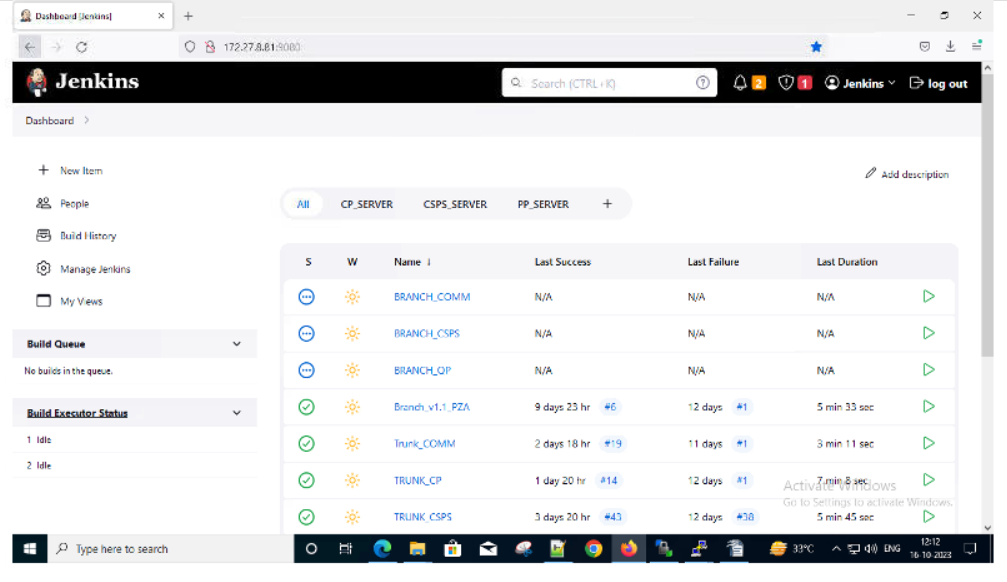 Dashboard [Jenkins]
172.27.8.81:9080
Jenkins
Search (CTRL+K)
2
1
Jenkins
log out
Dashboard
New Item
People
Build History
Manage Jenkins
My Views
Build Queue
No builds in the queue.
Build Executor Status
1 Idle
2 Idle
Add description
All CP_SERVER CSPS_SERVER PP_SERVER +
S W Name ↓ Last Success Last Failure Last Duration
BRANCH_COMM N/A N/A N/A
BRANCH_CSPS N/A N/A N/A
BRANCH_OP N/A N/A N/A
Branch_v1.1_PZA 9 days 23 hr #6 12 days #1 5 min 33 sec
Trunk_COMM 2 days 18 hr #19 11 days #1 3 min 11 sec
TRUNK_CP 1 day 20 hr #14 12 days #1 7 min 8 sec
TRUNK_CSPS 3 days 20 hr #43 12 days #38 5 min 45 sec
Activate Windows
Go to Settings to activate Windows.
Type here to search
33°C
ENG
12:12
16-10-2023